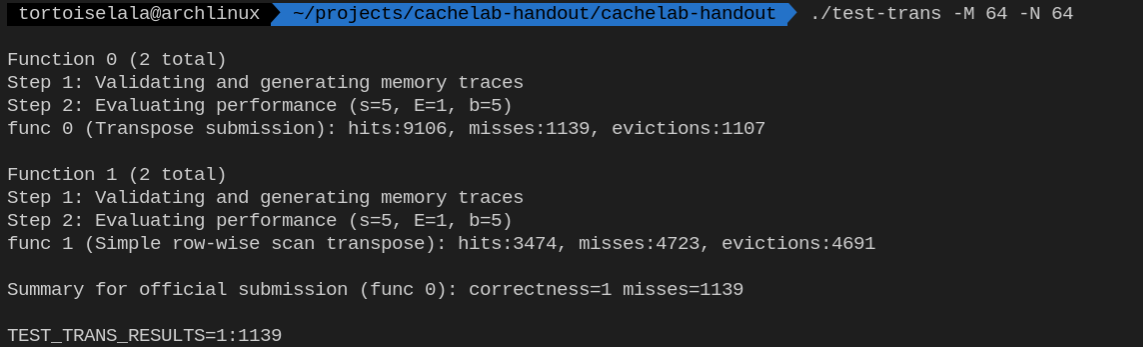 tortoiselala@archlinux ~/projects/cachelab-handout/cachelab-handout ./test-trans -M 64 -N 64
Function 0 (2 total)
Step 1: Validating and generating memory traces
Step 2: Evaluating performance (s=5, E=1, b=5)
func 0 (Transpose submission): hits:9106, misses:1139, evictions:1107
Function 1 (2 total)
Step 1: Validating and generating memory traces
Step 2: Evaluating performance (s=5, E=1, b=5)
func 1 (Simple row-wise scan transpose): hits:3474, misses:4723, evictions:4691
Summary for official submission (func 0): correctness=1 misses=1139
TEST_TRANS_RESULTS=1:1139